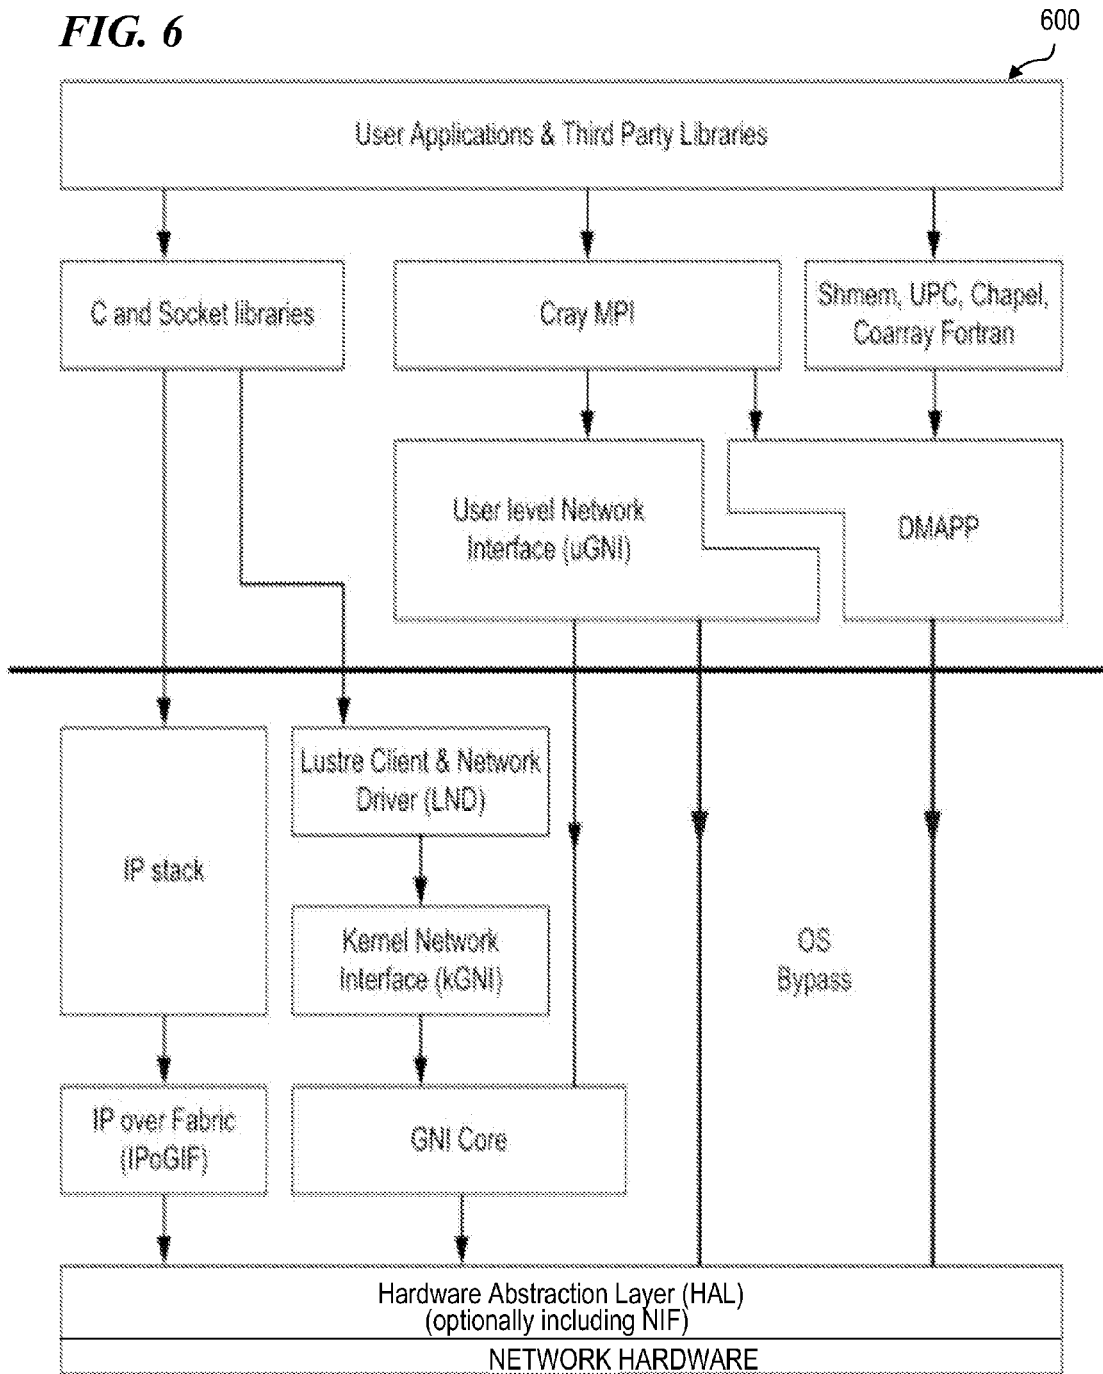 FIG. 6
600
User Applications & Third Party Libraries
C and Socket libraries
Cray MPI
Shmem, UPC, Chapel,
Coarray Fortran
User level Network
Interface (uGNI)
DMAPP
Lustre Client & Network
Driver (LND)
IP stack
Kernel Network
Interface (kGNI)
OS
Bypass
IP over Fabric
(IPoGIF)
GNI Core
Hardware Abstraction Layer (HAL)
(optionally including NIF)
NETWORK HARDWARE